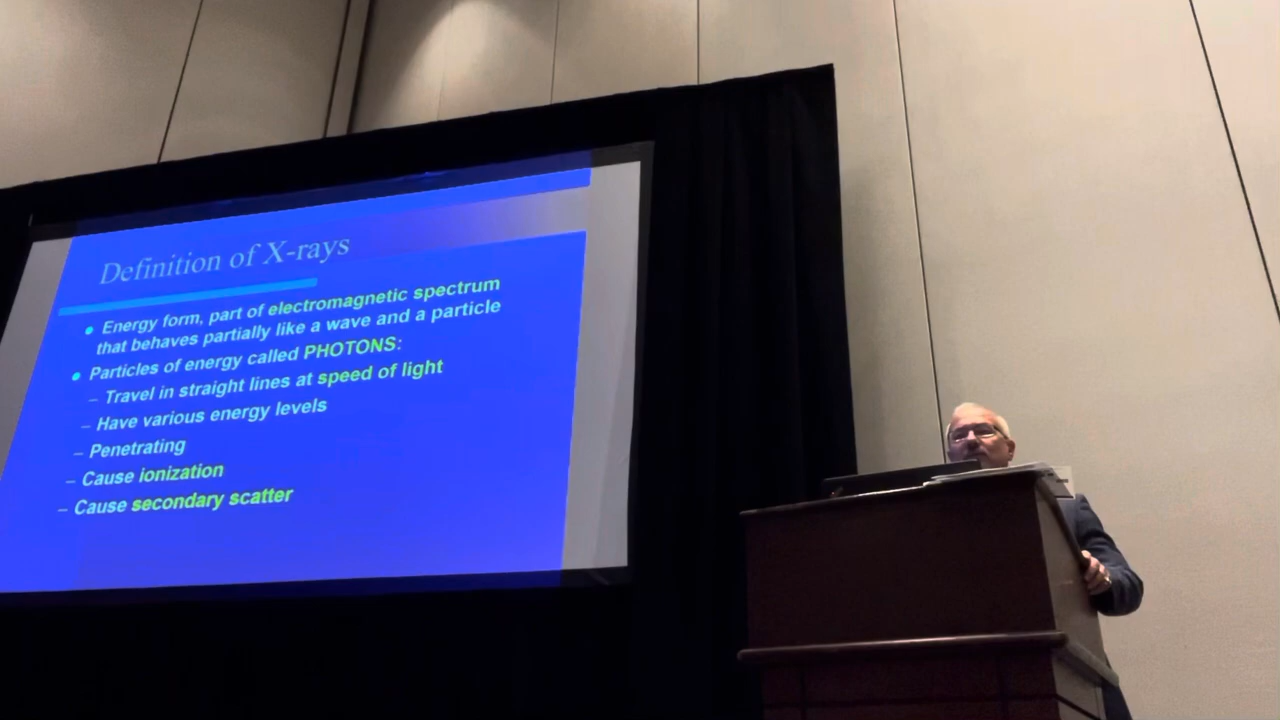 Definition of X-rays
• Energy form, part of electromagnetic spectrum
that behaves partially like a wave and a particle
• Particles of energy called PHOTONS:
– Travel in straight lines at speed of light
– Have various energy levels
– Penetrating
– Cause ionization
– Cause secondary scatter